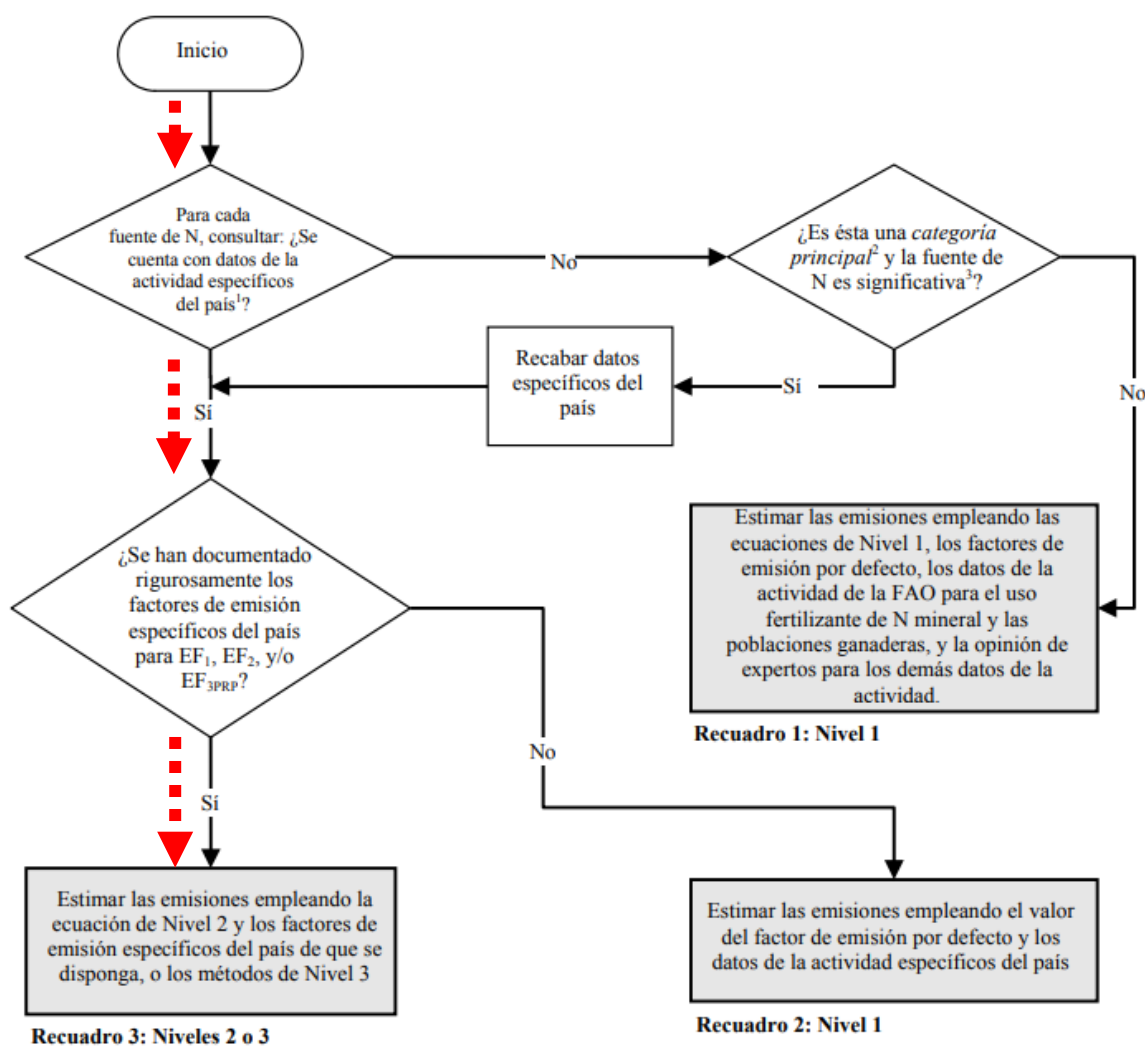 Inicio
Para cada
fuente de N, consultar: ¿Se
cuenta con datos de la
actividad específicos
del país¹?
No
¿Es ésta una categoría
principal² y la fuente de
N es significativa³?
Recabar datos
específicos del
país
Sí
No
Sí
¿Se han documentado
rigurosamente los
factores de emisión
específicos del país
para EF₁, EF₂, y/o
EF₃PRP?
Estimar las emisiones empleando las
ecuaciones de Nivel 1, los factores de
emisión por defecto, los datos de la
actividad de la FAO para el uso
fertilizante de N mineral y las
poblaciones ganaderas, y la opinión de
expertos para los demás datos de la
actividad.
Recuadro 1: Nivel 1
No
Sí
Estimar las emisiones empleando la
ecuación de Nivel 2 y los factores de
emisión específicos del país de que se
disponga, o los métodos de Nivel 3
Recuadro 3: Niveles 2 o 3
Estimar las emisiones empleando el valor
del factor de emisión por defecto y los
datos de la actividad específicos del país
Recuadro 2: Nivel 1